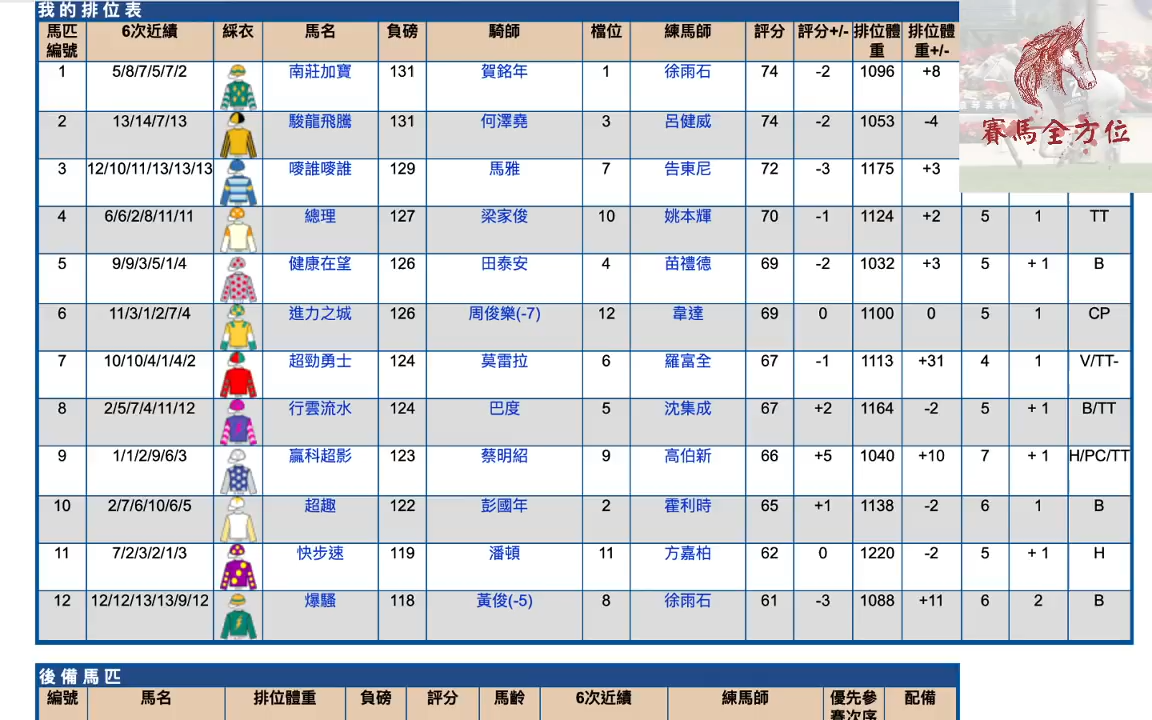 我的排位表
馬匹編號 6次近績 綵衣 馬名 負磅 騎師 檔位 練馬師 評分 評分+/- 排位體重 排位體重+/-
1 5/8/7/5/7/2 南莊加寶 131 賀銘年 1 徐雨石 74 -2 1096 +8
2 13/14/7/13 駿龍飛騰 131 何澤堯 3 呂健威 74 -2 1053 -4
3 12/10/11/13/13/13 嘜誰嘜誰 129 馬雅 7 告東尼 72 -3 1175 +3
4 6/6/2/8/11/11 總理 127 梁家俊 10 姚本輝 70 -1 1124 +2 5 1 TT
5 9/9/3/5/1/4 健康在望 126 田泰安 4 苗禮德 69 -2 1032 +3 5 + 1 B
6 11/3/1/2/7/4 進力之城 126 周俊樂(-7) 12 韋達 69 0 1100 0 5 1 CP
7 10/10/4/1/4/2 超勁勇士 124 莫雷拉 6 羅富全 67 -1 1113 +31 4 1 V/TT-
8 2/5/7/4/11/12 行雲流水 124 巴度 5 沈集成 67 +2 1164 -2 5 + 1 B/TT
9 1/1/2/9/6/3 贏科超影 123 蔡明紹 9 高伯新 66 +5 1040 +10 7 + 1 H/PC/TT
10 2/7/6/10/6/5 超趣 122 彭國年 2 霍利時 65 +1 1138 -2 6 1 B
11 7/2/3/2/1/3 快步速 119 潘頓 11 方嘉柏 62 0 1220 -2 5 + 1 H
12 12/12/13/13/9/12 爆騷 118 黃俊(-5) 8 徐雨石 61 -3 1088 +11 6 2 B
賽馬全方位
後備馬匹
編號 馬名 排位體重 負磅 評分 馬齡 6次近績 練馬師 優先參賽次序 配備